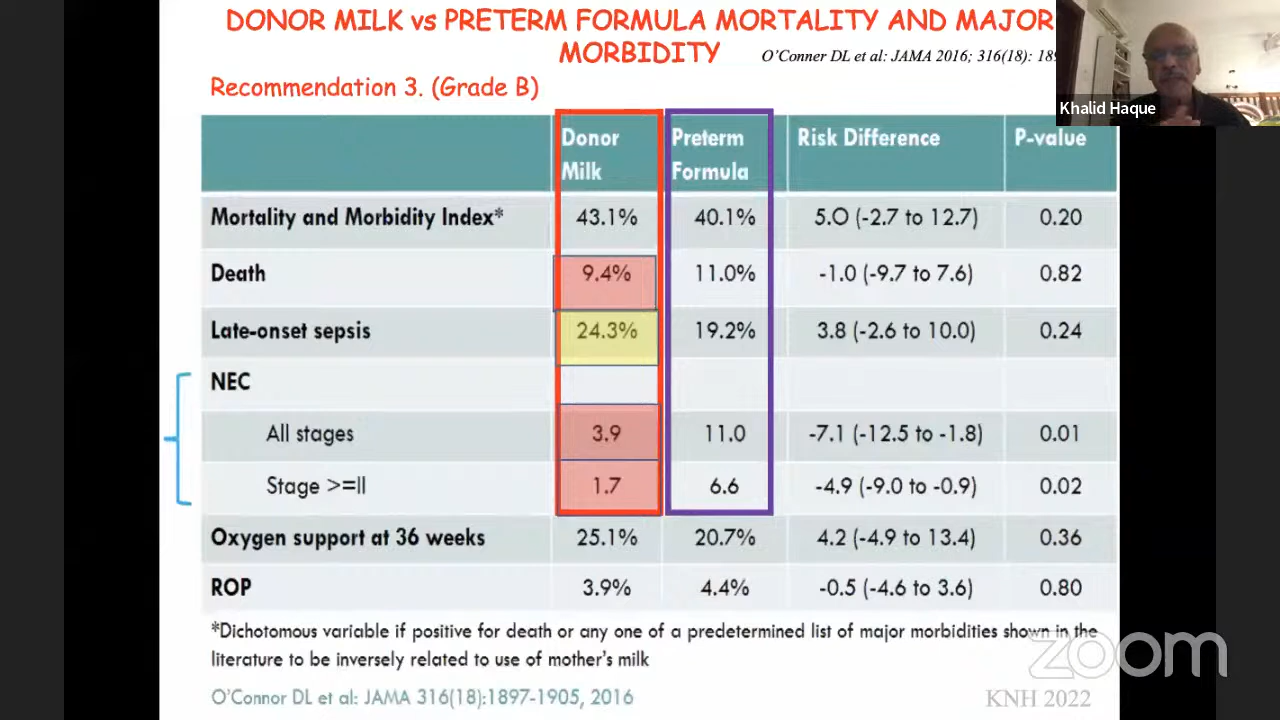 DONOR MILK vs PRETERM FORMULA MORTALITY AND MAJOR
MORBIDITY
O'Conner DL et al: JAMA 2016; 316(18):
Khalid Haque
Recommendation 3. (Grade B)
Donor Milk Preterm Formula Risk Difference P-value
Mortality and Morbidity Index* 43.1% 40.1% 5.0 (-2.7 to 12.7) 0.20
Death 9.4% 11.0% -1.0 (-9.7 to 7.6) 0.82
Late-onset sepsis 24.3% 19.2% 3.8 (-2.6 to 10.0) 0.24
NEC
All stages 3.9 11.0 -7.1 (-12.5 to -1.8) 0.01
Stage >=II 1.7 6.6 -4.9 (-9.0 to -0.9) 0.02
Oxygen support at 36 weeks 25.1% 20.7% 4.2 (-4.9 to 13.4) 0.36
ROP 3.9% 4.4% -0.5 (-4.6 to 3.6) 0.80
*Dichotomous variable if positive for death or any one of a predetermined list of major morbidities shown in the
literature to be inversely related to use of mother's milk
zoom
O'Connor DL et al: JAMA 316(18):1897-1905, 2016
KNH 2022